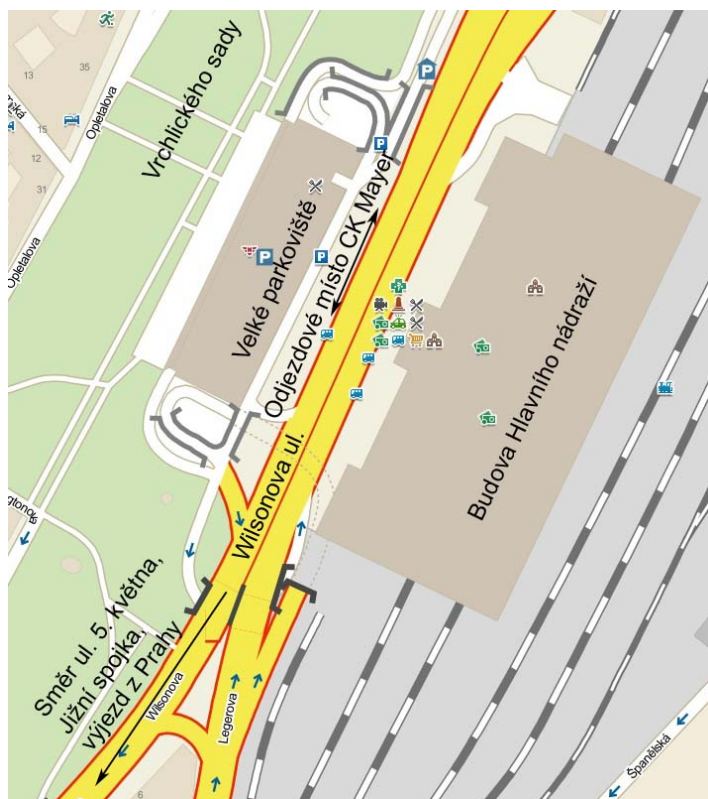 Vrchlického sady
35
13
Opletalova
15
12
31
P
P
P
P
Opletalova
Velké parkoviště
Odjezdové místo CK Mayer
Budova Hlavního nádraží
Wilsonova ul.
Směr ul. 5. května,
Jižní spojka,
výjezd z Prahy
Wilsonova
Legerova
Španělská
6